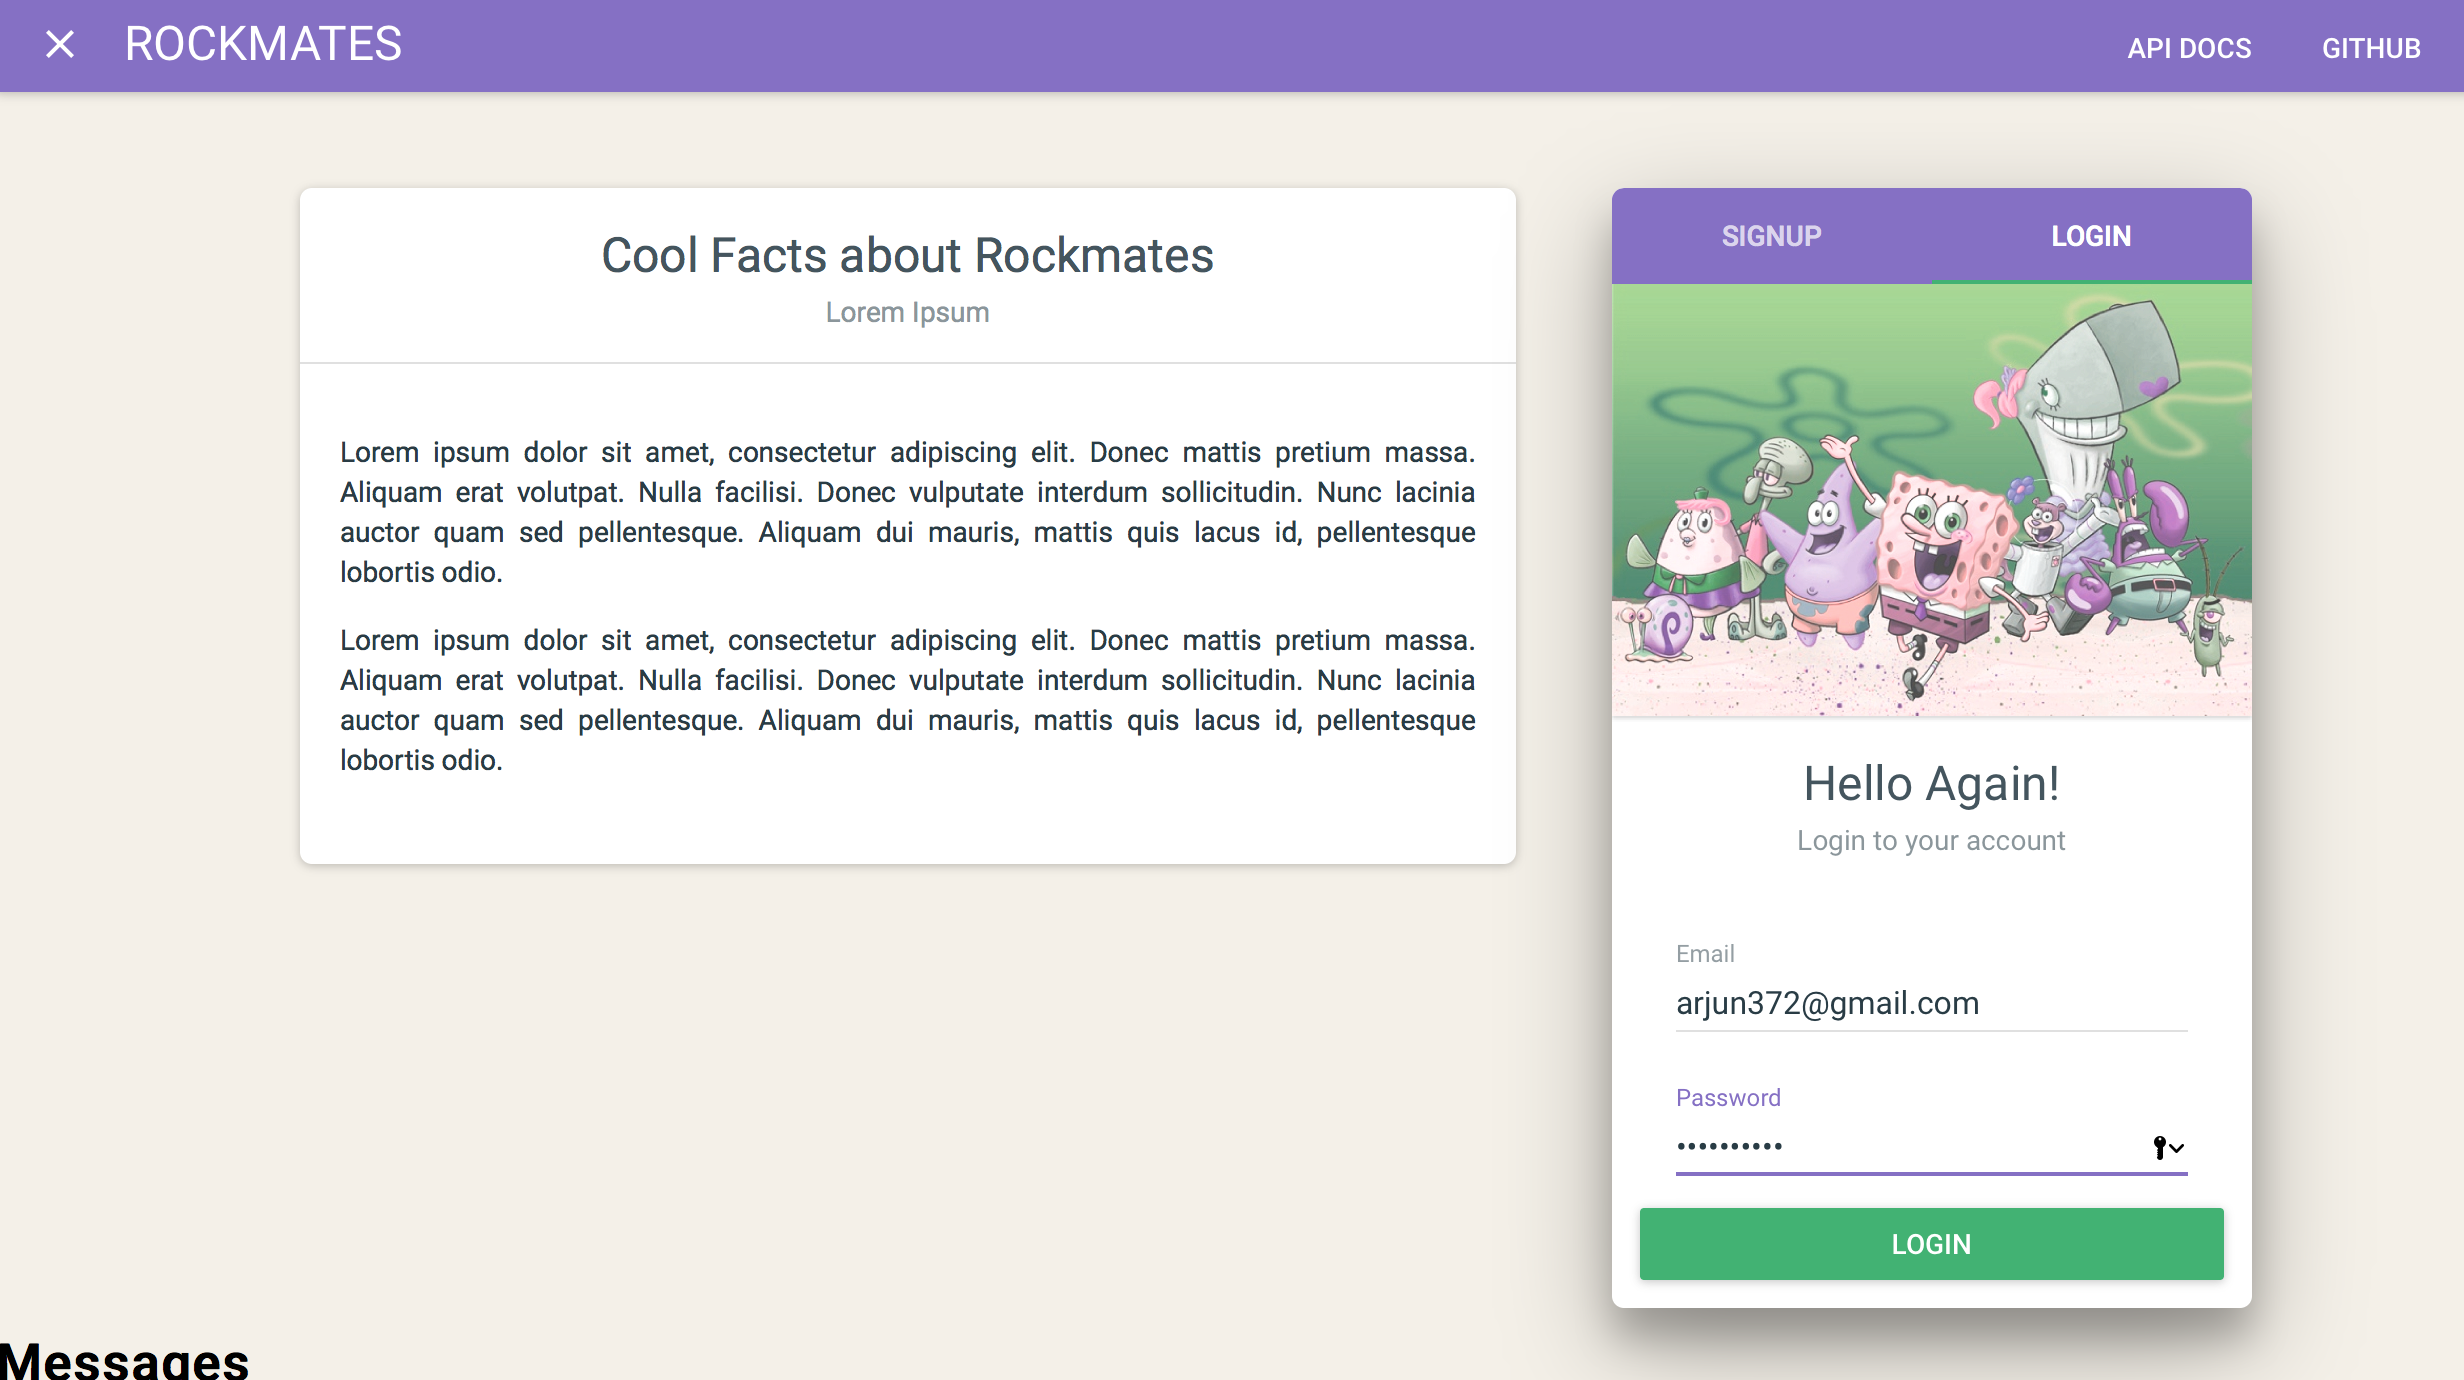 ROCKMATES
API DOCS
GITHUB
Cool Facts about Rockmates
Lorem Ipsum
Lorem ipsum dolor sit amet, consectetur adipiscing elit. Donec mattis pretium massa.
Aliquam erat volutpat. Nulla facilisi. Donec vulputate interdum sollicitudin. Nunc lacinia
auctor quam sed pellentesque. Aliquam dui mauris, mattis quis lacus id, pellentesque
lobortis odio.
Lorem ipsum dolor sit amet, consectetur adipiscing elit. Donec mattis pretium massa.
Aliquam erat volutpat. Nulla facilisi. Donec vulputate interdum sollicitudin. Nunc lacinia
auctor quam sed pellentesque. Aliquam dui mauris, mattis quis lacus id, pellentesque
lobortis odio.
SIGNUP
LOGIN
Hello Again!
Login to your account
Email
arjun372@gmail.com
Password
••••••••••
LOGIN
Messages